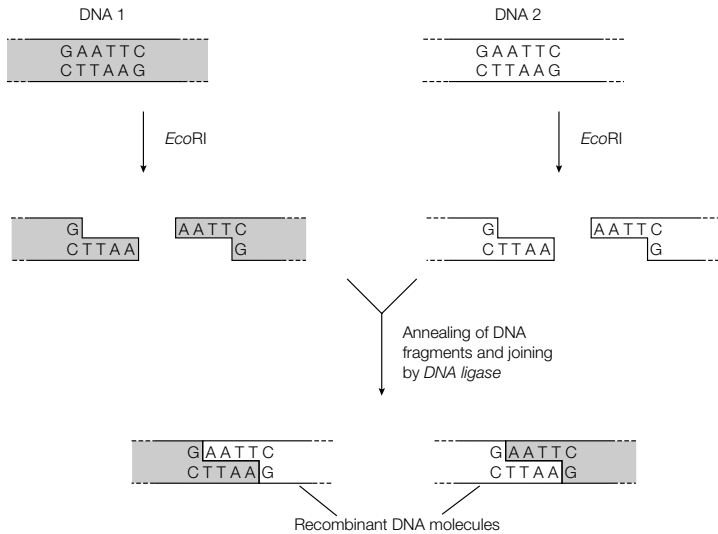 DNA 1 DNA 2
GAATTC GAATTC
CTTAAG CTTAAG
EcoRI EcoRI
G AATTC G AATTC
CTTAA G CTTAA G
Annealing of DNA
fragments and joining
by DNA ligase
GAATTC GAATTC
CTTAAG CTTAAG
Recombinant DNA molecules